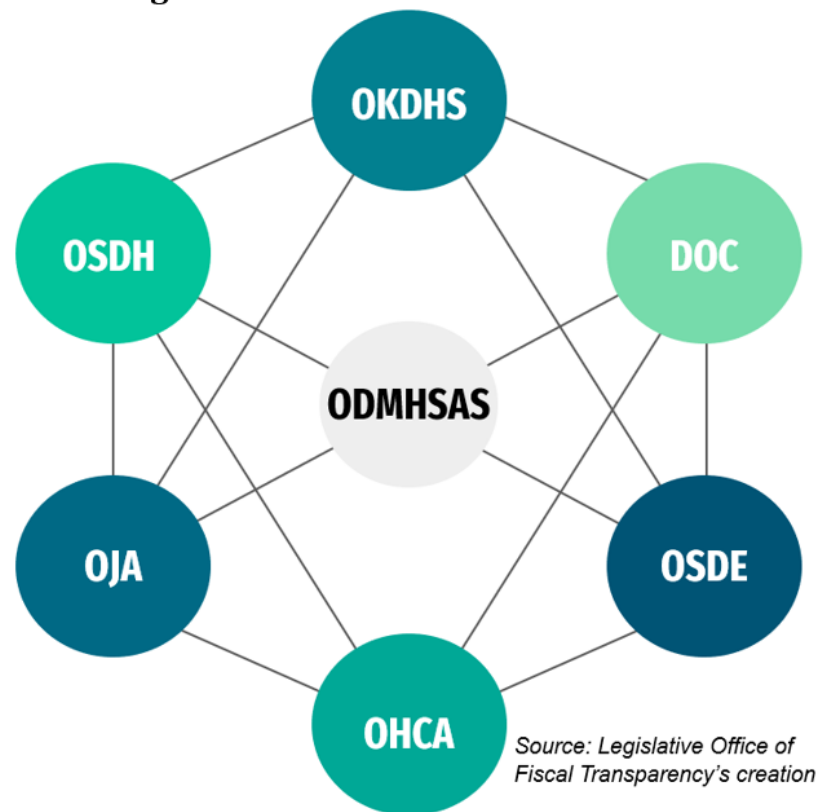 OKDHS
OSDH
DOC
ODMHSAS
OJA
OSDE
OHCA
Source: Legislative Office of
Fiscal Transparency's creation